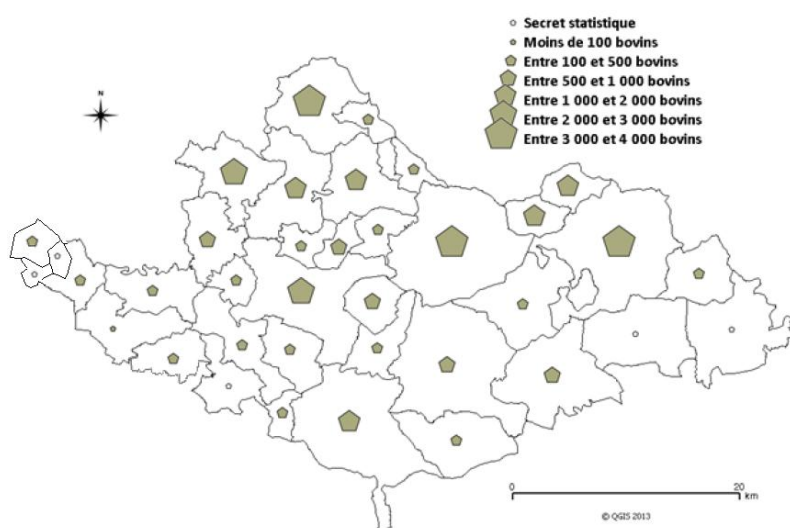 Secret statistique
Moins de 100 bovins
Entre 100 et 500 bovins
Entre 500 et 1 000 bovins
Entre 1 000 et 2 000 bovins
Entre 2 000 et 3 000 bovins
Entre 3 000 et 4 000 bovins
N
0 20
km
© QGIS 2013